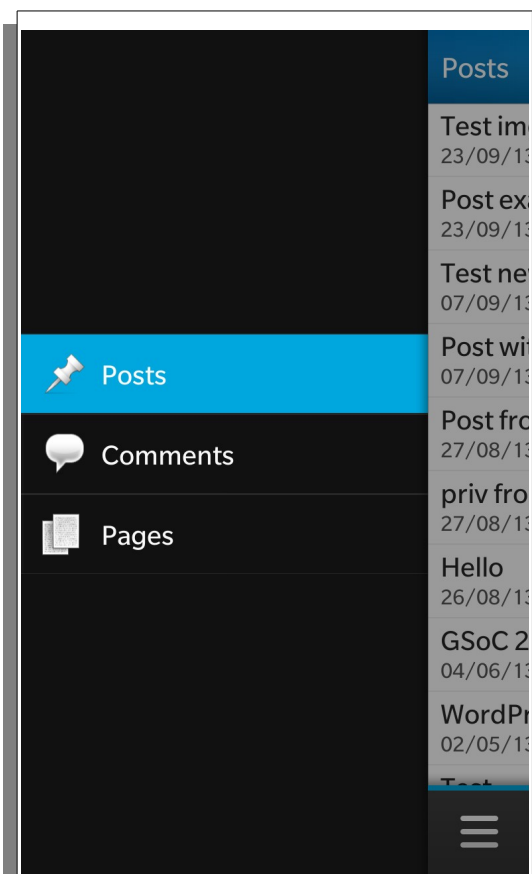 Posts
Comments
Pages
Posts
Test im
23/09/13
Post ex
23/09/13
Test ne
07/09/13
Post wit
07/09/13
Post fro
27/08/13
priv fro
27/08/13
Hello
26/08/13
GSoC 2
04/06/13
WordPr
02/05/13
Test